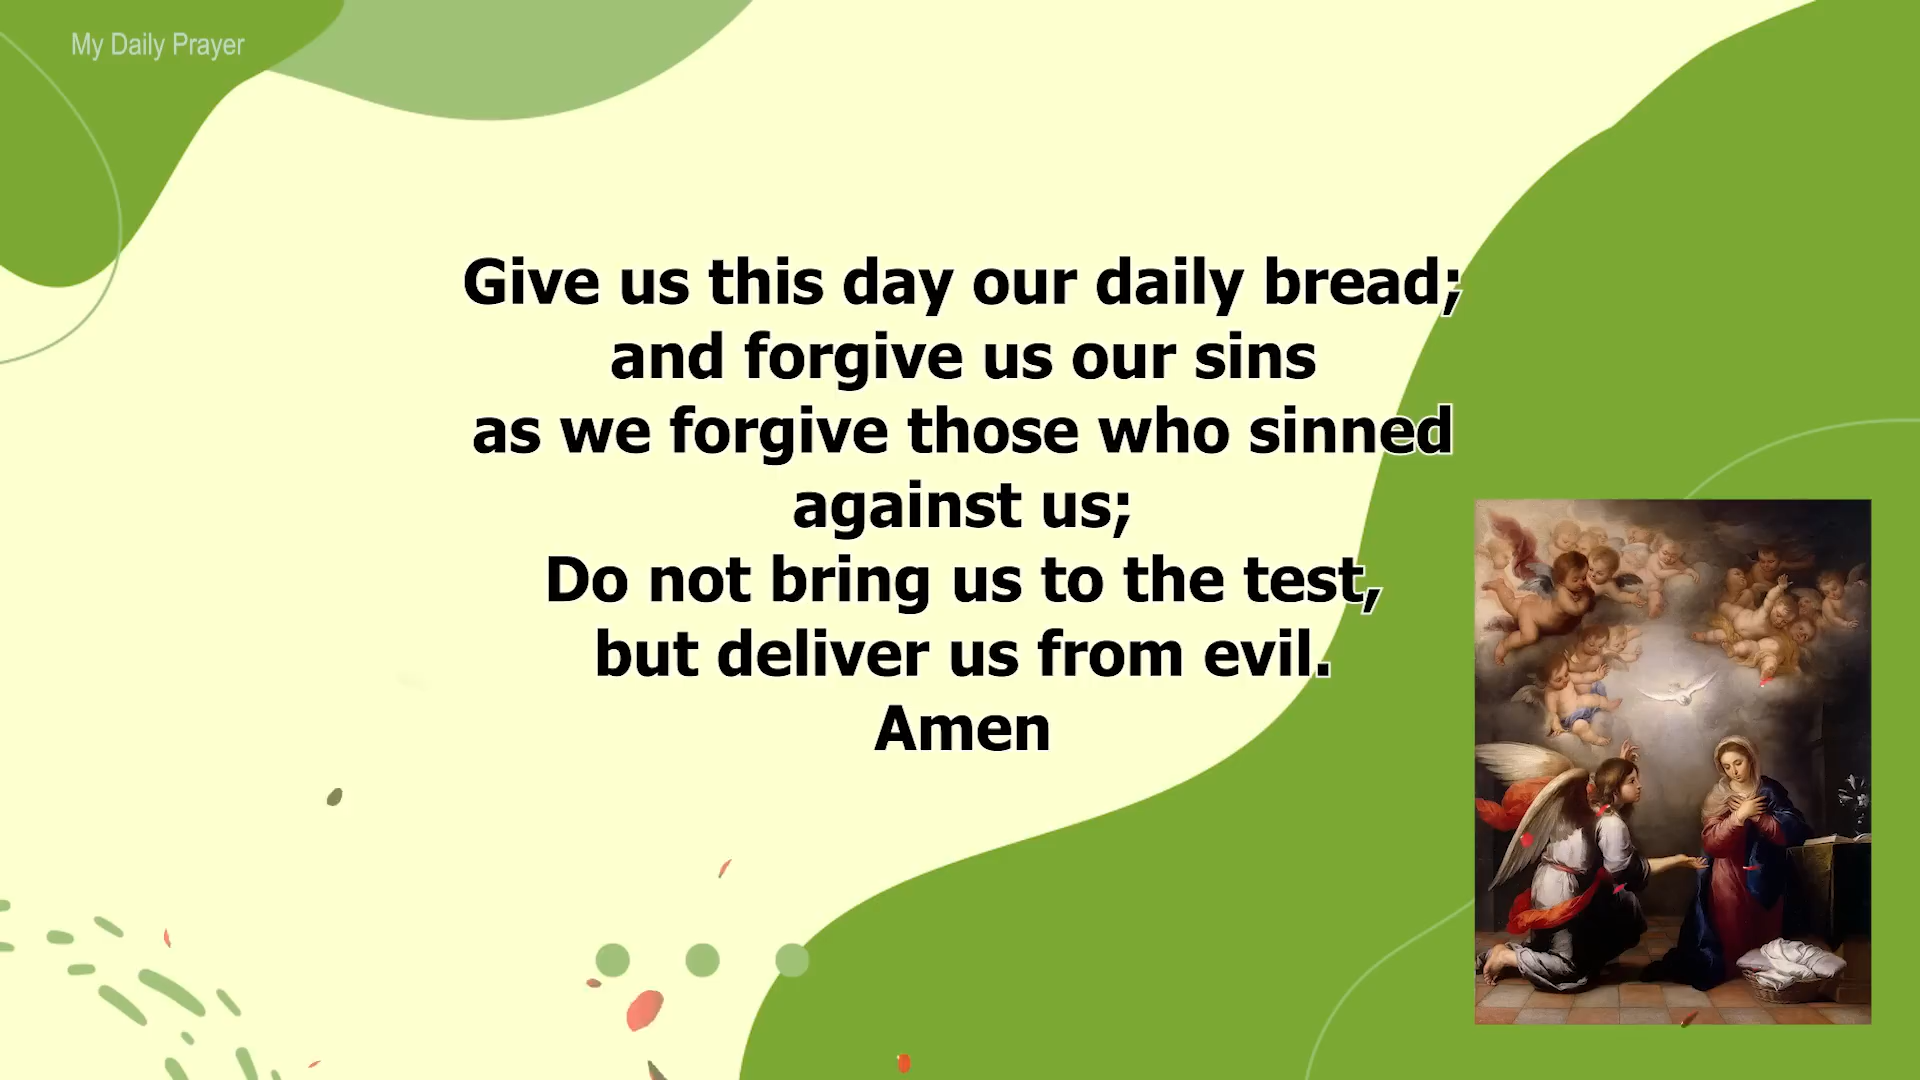 My Daily Prayer
Give us this day our daily bread;
and forgive us our sins
as we forgive those who sinned
against us;
Do not bring us to the test,
but deliver us from evil.
Amen